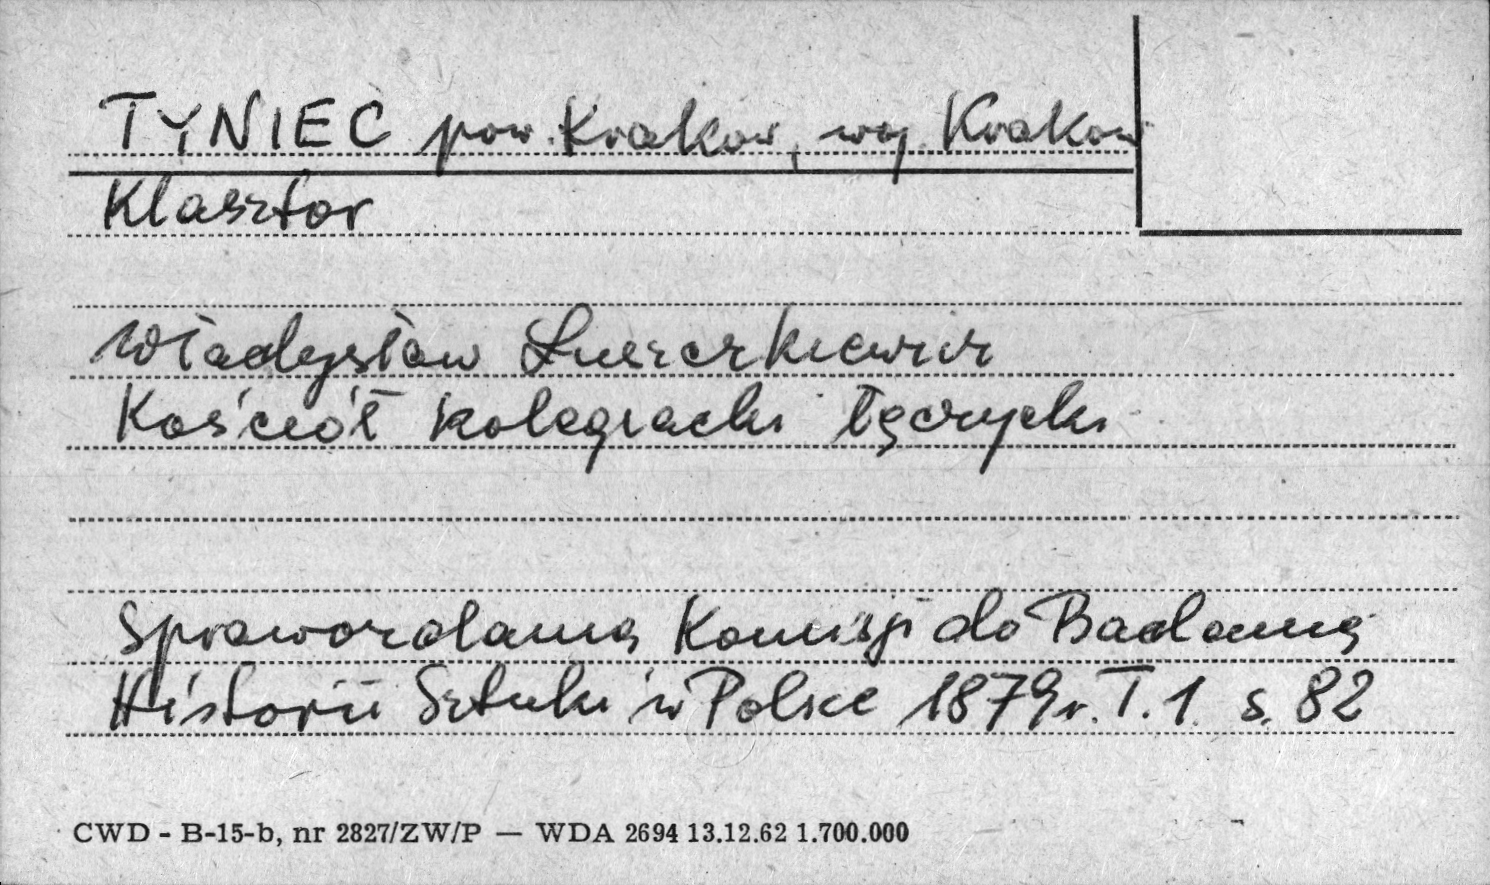 TYNIEC pow. Kraków, woj. Kraków
Klasztor
Władysław Łuszczkiewicz
Kościół kolegiacki łęczycki
Sprawozdania Komisji do Badania
Historii Sztuki w Polsce 1879 r. T. 1. s. 82
CWD - B-15-b, nr 2827/ZW/P — WDA 2694 13.12.62 1.700.000